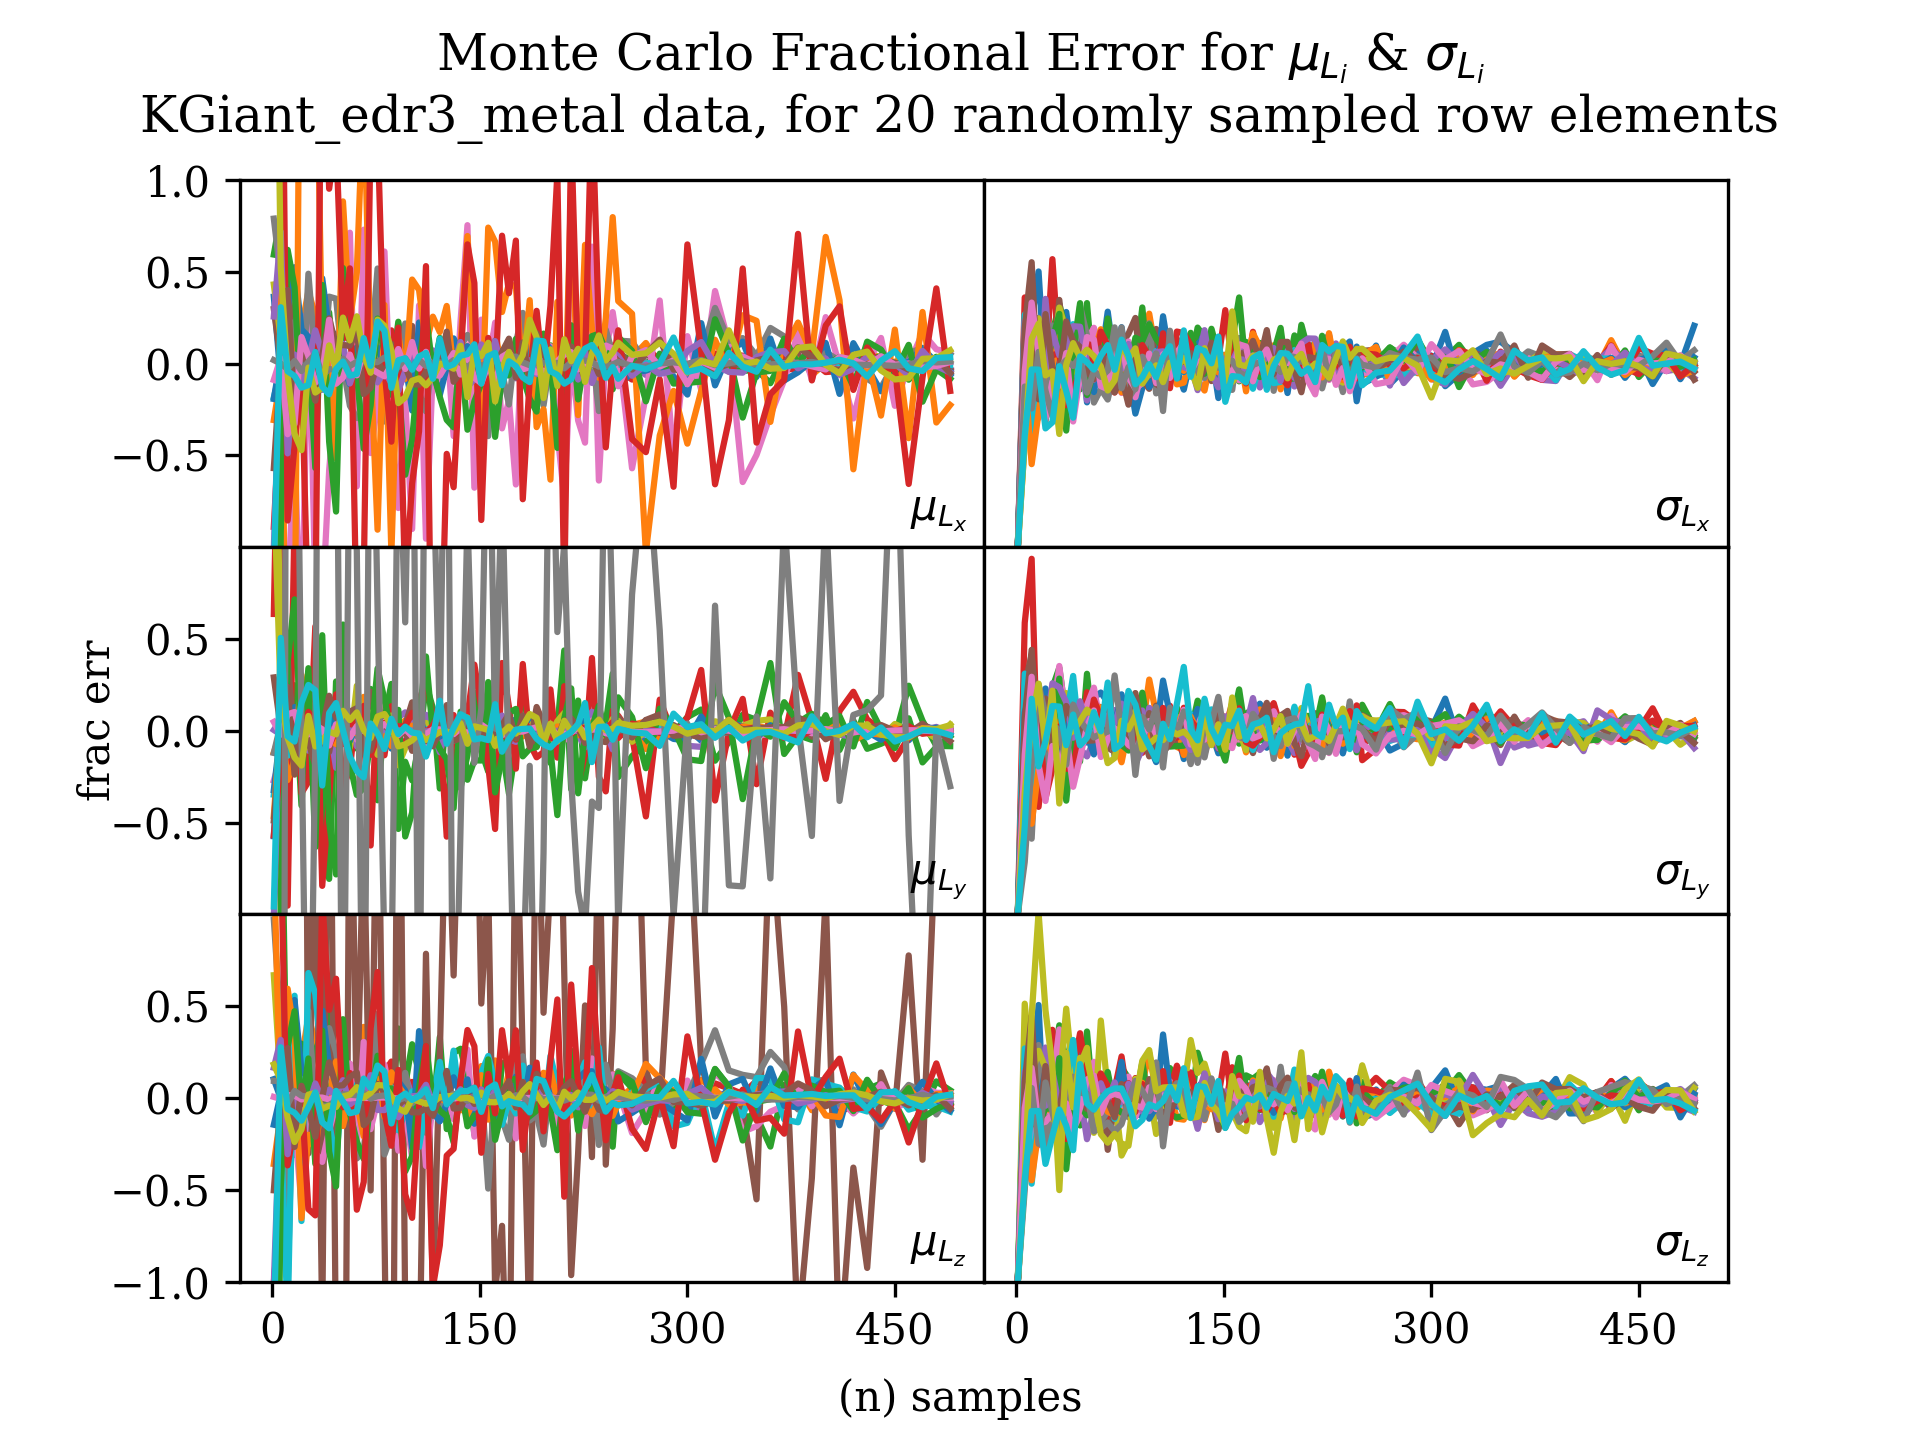 Monte Carlo Fractional Error for μ_{L_i} & σ_{L_i}
KGiant_edr3_metal data, for 20 randomly sampled row elements
1.0
0.5
0.0
−0.5
μ_{L_x}
σ_{L_x}
frac err
0.5
0.0
−0.5
μ_{L_y}
σ_{L_y}
0.5
0.0
−0.5
−1.0
μ_{L_z}
σ_{L_z}
0 150 300 450 0 150 300 450
(n) samples